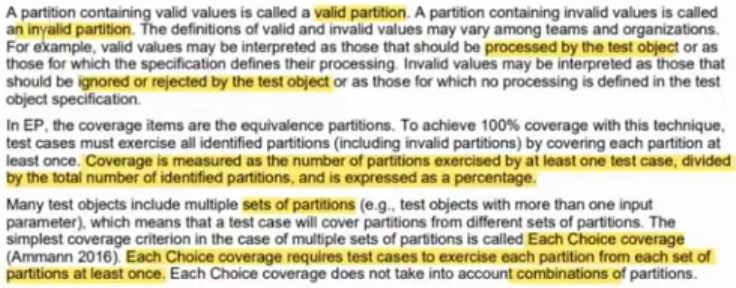 A partition containing valid values is called a valid partition. A partition containing invalid values is called
an invalid partition. The definitions of valid and invalid values may vary among teams and organizations.
For example, valid values may be interpreted as those that should be processed by the test object or as
those for which the specification defines their processing. Invalid values may be interpreted as those that
should be ignored or rejected by the test object or as those for which no processing is defined in the test
object specification.
In EP, the coverage items are the equivalence partitions. To achieve 100% coverage with this technique,
test cases must exercise all identified partitions (including invalid partitions) by covering each partition at
least once. Coverage is measured as the number of partitions exercised by at least one test case, divided
by the total number of identified partitions, and is expressed as a percentage.
Many test objects include multiple sets of partitions (e.g., test objects with more than one input
parameter), which means that a test case will cover partitions from different sets of partitions. The
simplest coverage criterion in the case of multiple sets of partitions is called Each Choice coverage
(Ammann 2016). Each Choice coverage requires test cases to exercise each partition from each set of
partitions at least once. Each Choice coverage does not take into account combinations of partitions.